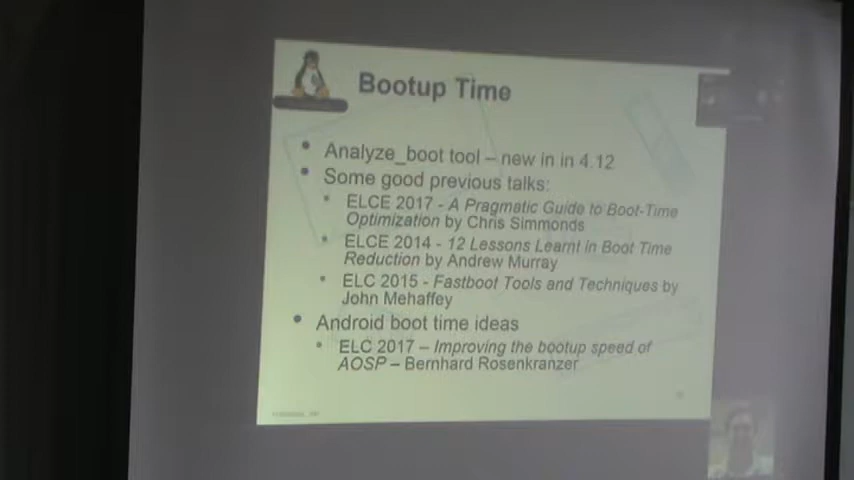 Bootup Time
Analyze_boot tool – new in in 4.12
Some good previous talks:
ELCE 2017 - A Pragmatic Guide to Boot-Time
Optimization by Chris Simmonds
ELCE 2014 - 12 Lessons Learnt in Boot Time
Reduction by Andrew Murray
ELC 2015 - Fastboot Tools and Techniques by
John Mehaffey
Android boot time ideas
ELC 2017 – Improving the bootup speed of
AOSP – Bernhard Rosenkranzer